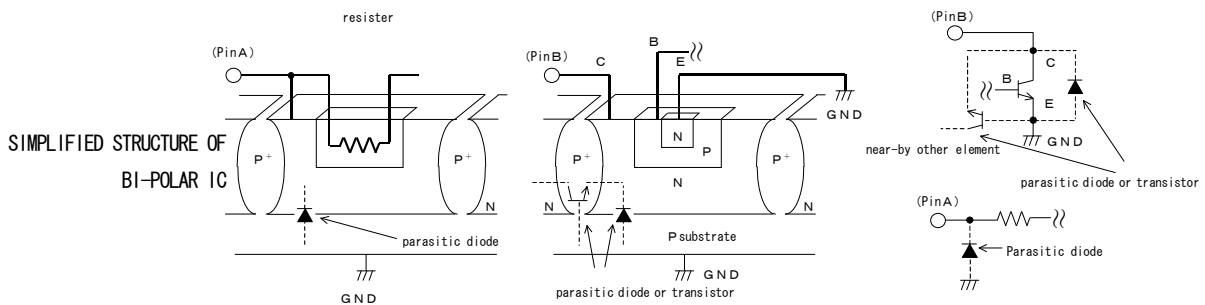 resister
(PinA)
SIMPLIFIED STRUCTURE OF
BI-POLAR IC
P+
P+
N
N
parasitic diode
GND
(PinB)
C
B
E
GND
P+
N
P
P+
N
N
N
P substrate
GND
parasitic diode or transistor
(PinB)
C
B
E
GND
near-by other element
parasitic diode or transistor
(PinA)
Parasitic diode